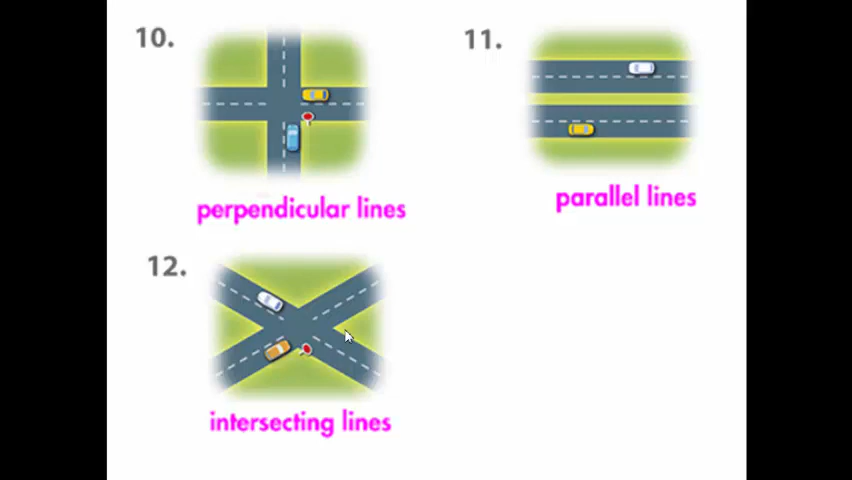 10.
11.
perpendicular lines
parallel lines
12.
intersecting lines